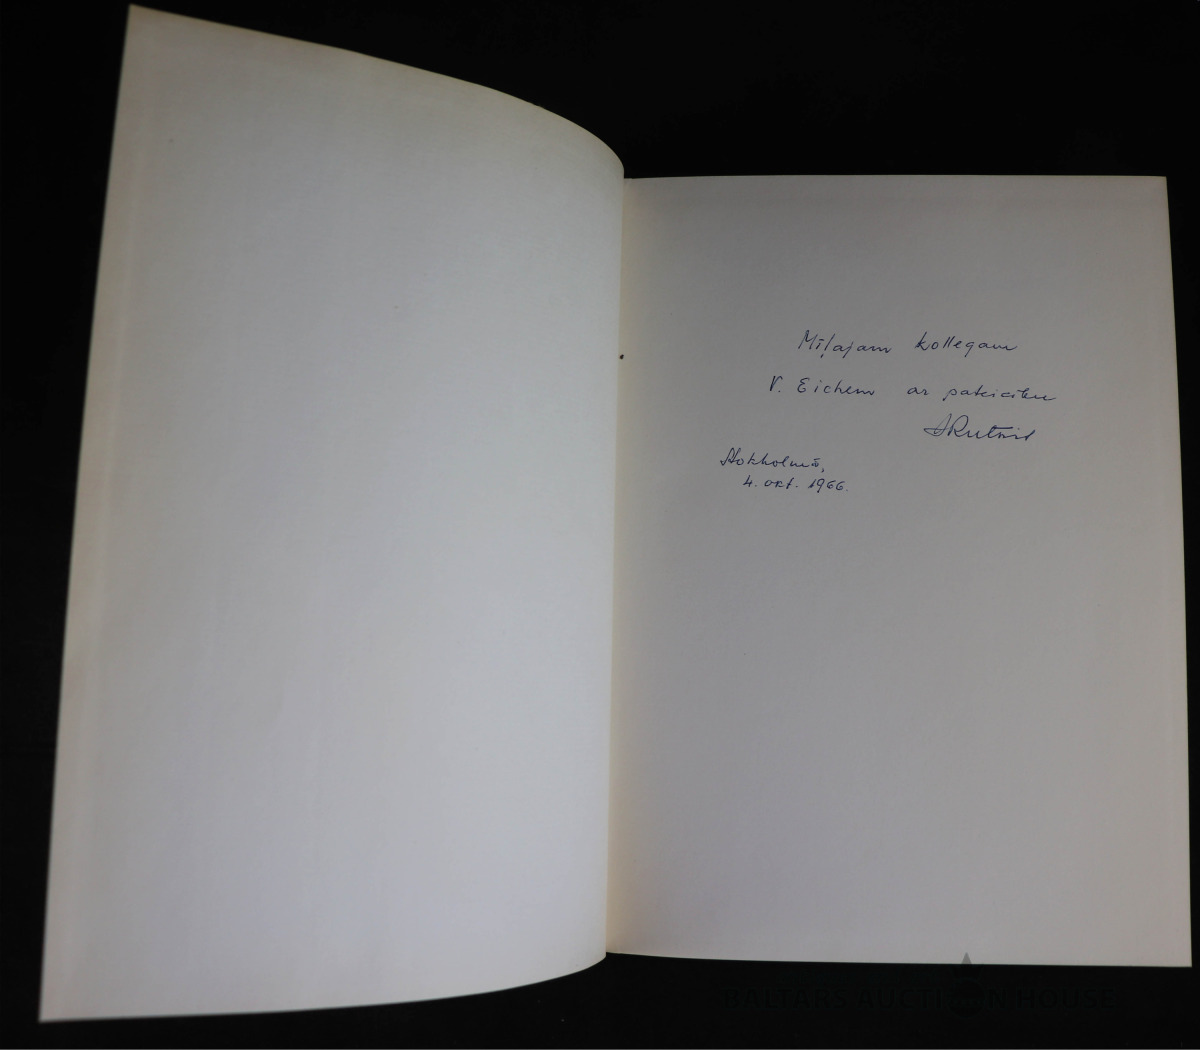 Mīļajam kollegam
V. Eichem ar pateicību
Stokholmā,
4. okt. 1966.
BALTARS AUCTION HOUSE